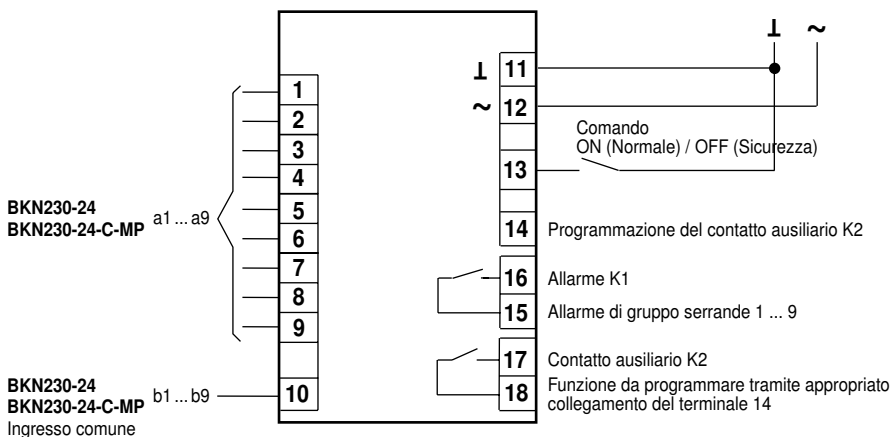 ⊥ ~
⊥ 11
~ 12
1
2
3
4
5
6
7
8
9
10
Comando
ON (Normale) / OFF (Sicurezza)
13
BKN230-24
BKN230-24-C-MP
a1 ... a9
14 Programmazione del contatto ausiliario K2
16 Allarme K1
15 Allarme di gruppo serrande 1 ... 9
17 Contatto ausiliario K2
18 Funzione da programmare tramite appropriato
collegamento del terminale 14
BKN230-24
BKN230-24-C-MP
b1 ... b9
Ingresso comune